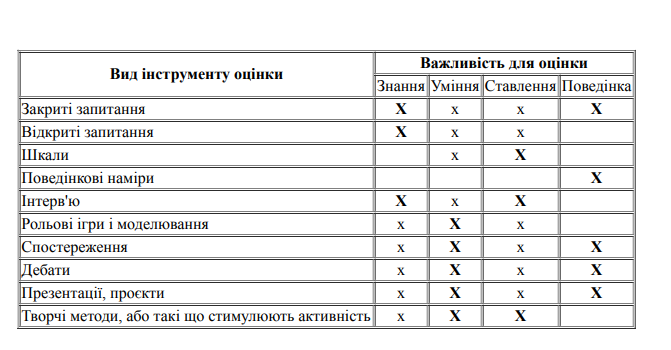 Вид інструменту оцінки Важливість для оцінки
Знання Уміння Ставлення Поведінка
Закриті запитання X x x X
Відкриті запитання X x x
Шкали x X
Поведінкові наміри X
Інтерв'ю X x X
Рольові ігри і моделювання x X x
Спостереження x X x X
Дебати x X x X
Презентації, проєкти x X x X
Творчі методи, або такі що стимулюють активність x X X